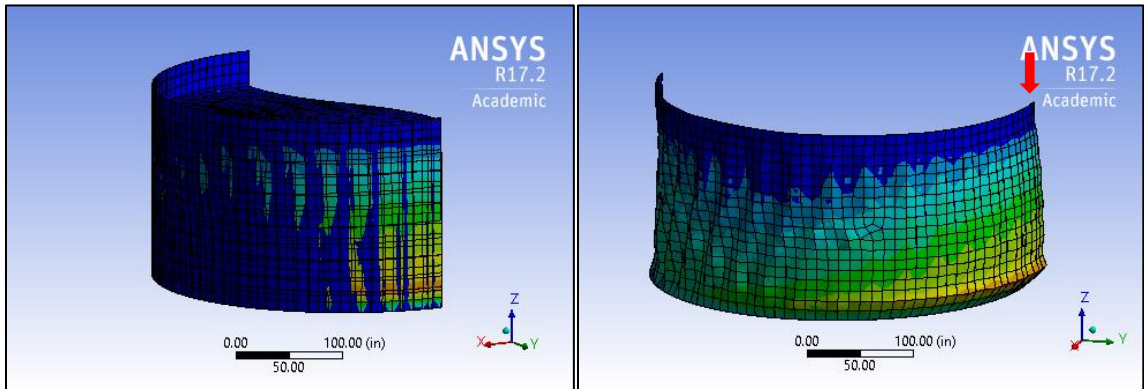 ANSYS
R17.2
Academic
Z
X
Y
0.00
100.00 (in)
50.00
ANSYS
R17.2
Academic
Z
X
Y
0.00
100.00 (in)
50.00